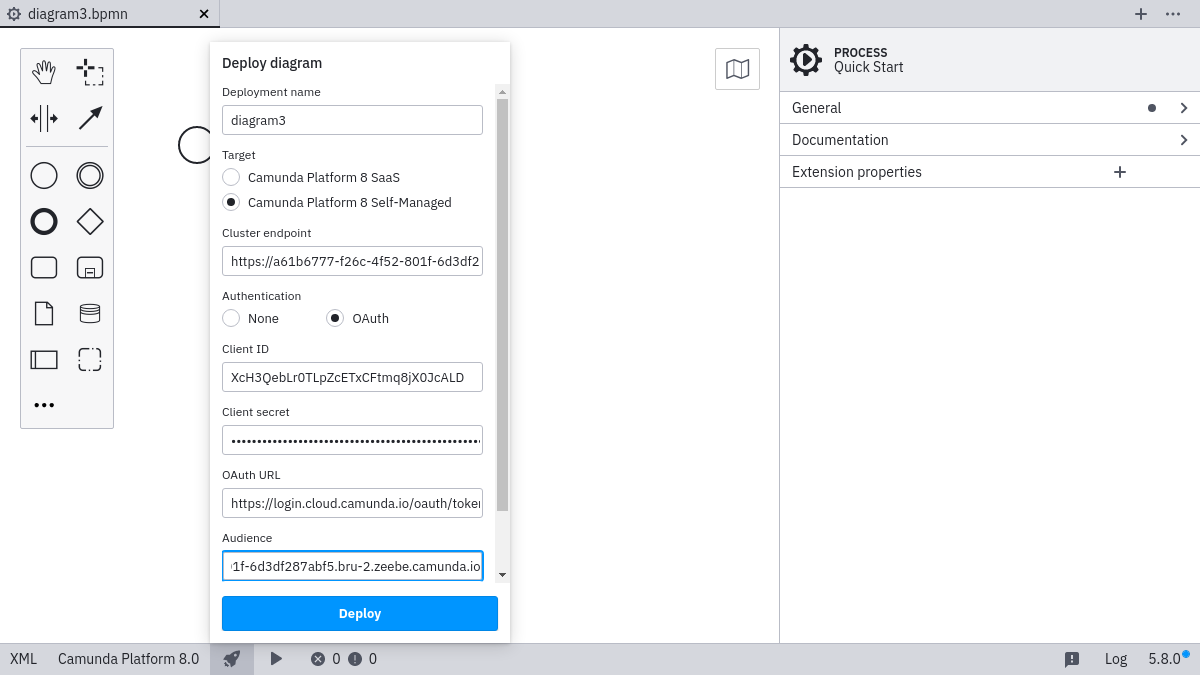 diagram3.bpmn
Deploy diagram
Deployment name
diagram3
Target
Camunda Platform 8 SaaS
Camunda Platform 8 Self-Managed
Cluster endpoint
https://a61b6777-f26c-4f52-801f-6d3df2
Authentication
None OAuth
Client ID
XcH3QebLr0TLpZcETxCFtmq8jX0JcALD
Client secret
OAuth URL
https://login.cloud.camunda.io/oauth/token
Audience
1f-6d3df287abf5.bru-2.zeebe.camunda.io
Deploy
PROCESS
Quick Start
General
Documentation
Extension properties
XML Camunda Platform 8.0 0 0 Log 5.8.0